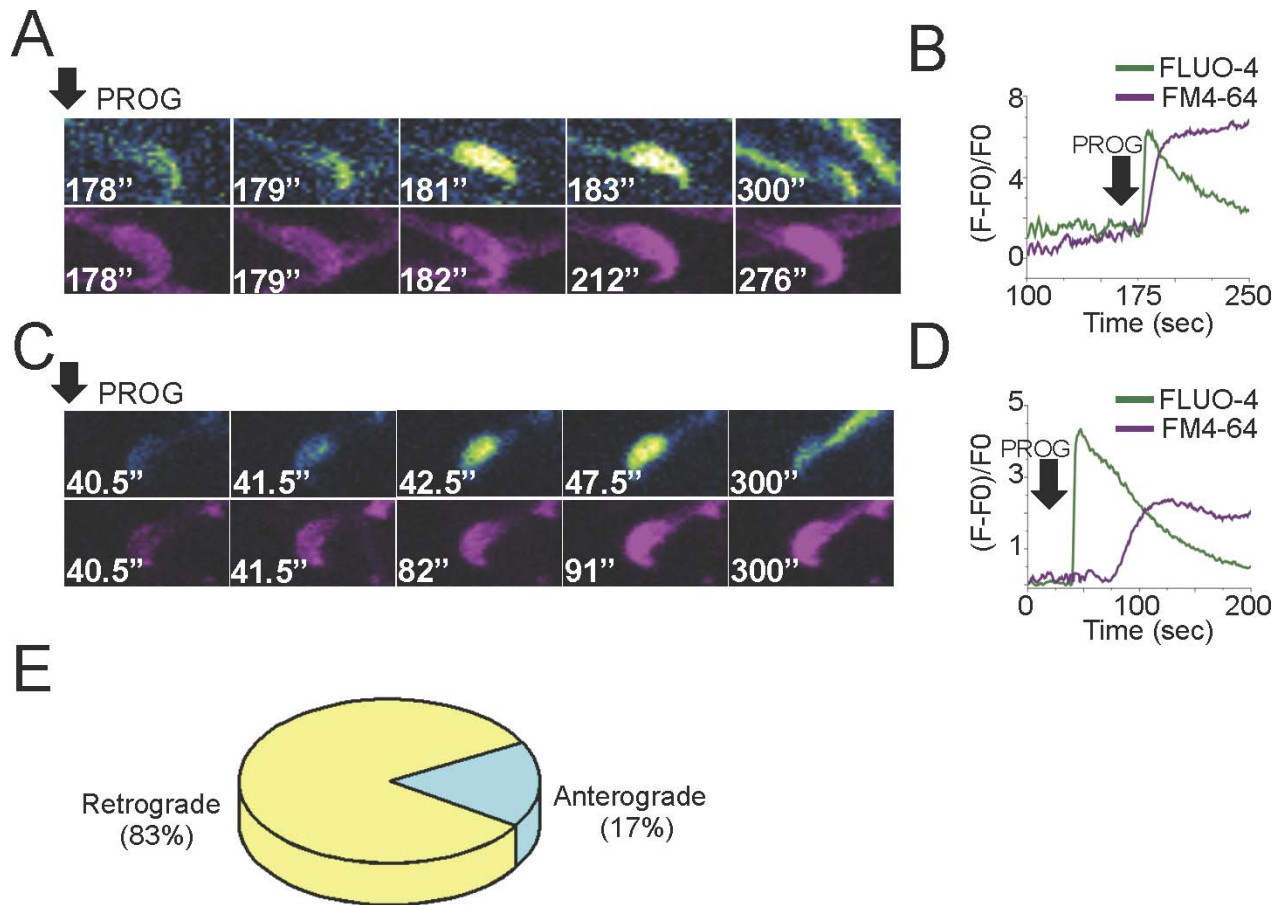 A
PROG
178” 179” 181” 183” 300”
178” 179” 182” 212” 276”
B
FLUO-4
FM4-64
8
PROG
4
0
(F-F0)/F0
100 175 250
Time (sec)
C
PROG
40.5” 41.5” 42.5” 47.5” 300”
40.5” 41.5” 82” 91” 300”
D
FLUO-4
FM4-64
5
PROG
3
1
(F-F0)/F0
0 100 200
Time (sec)
E
Retrograde
(83%)
Anterograde
(17%)